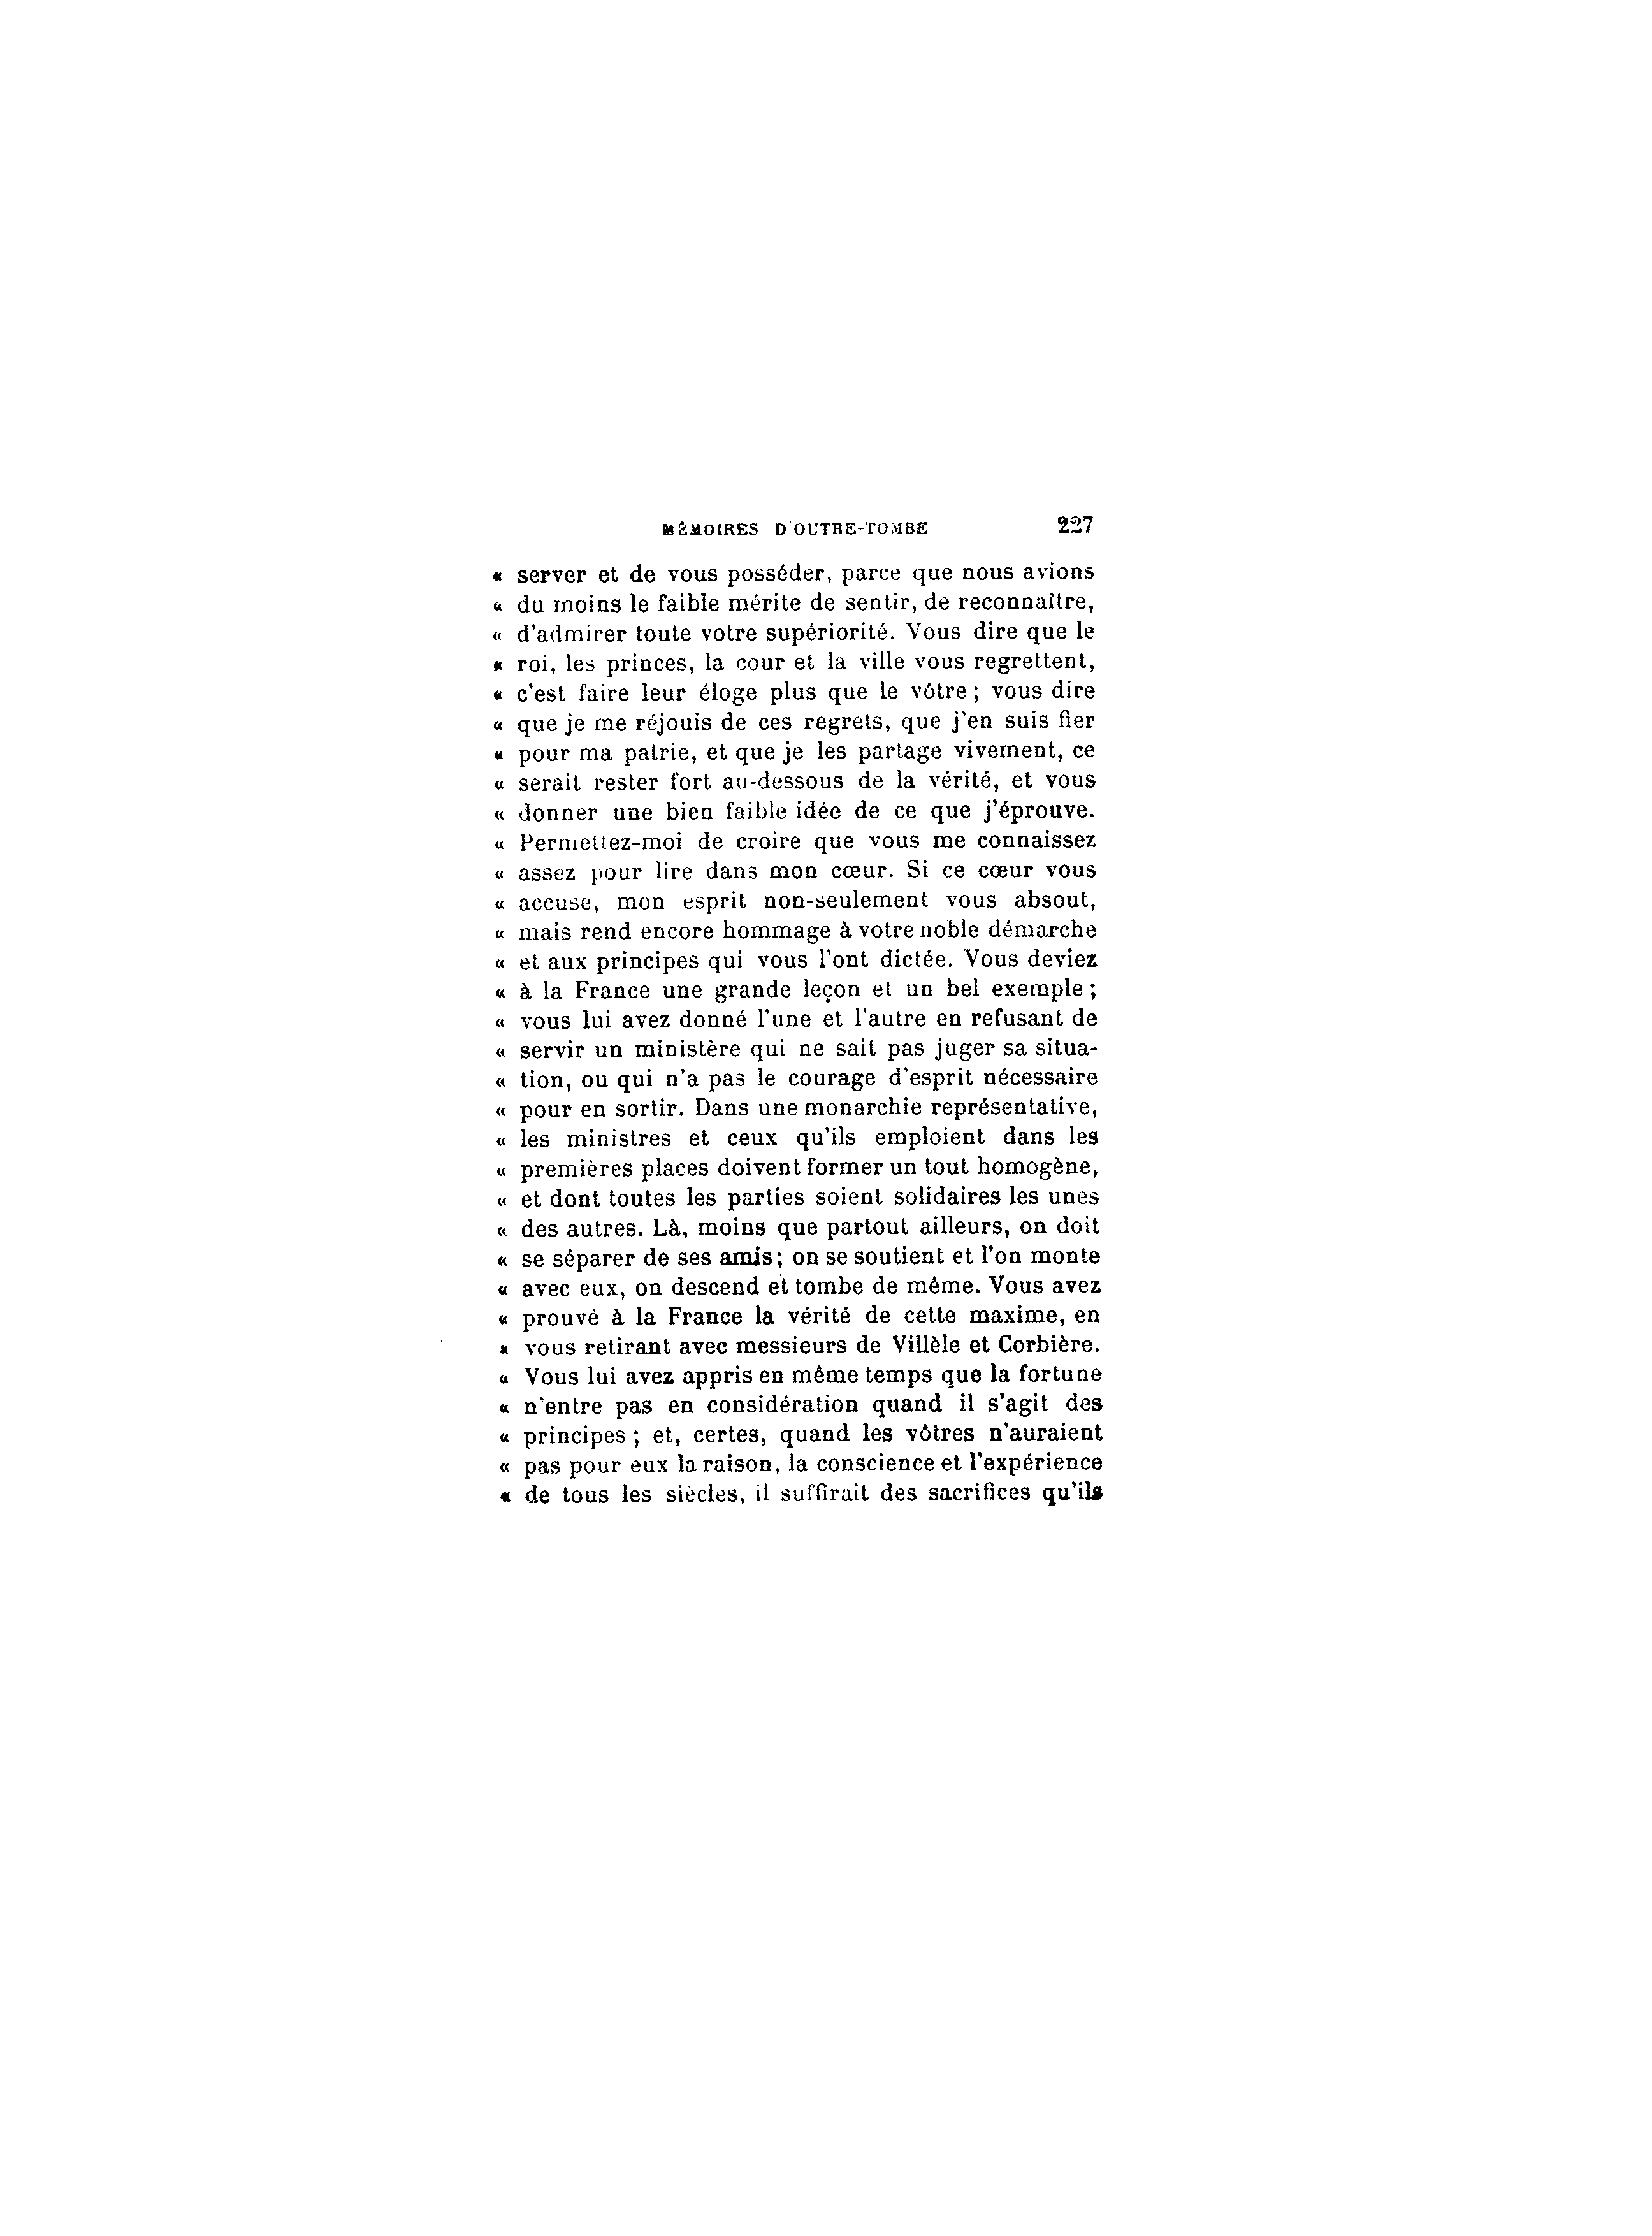 MÉMOIRES D'OUTRE-TOMBE 227
« server et de vous posséder, parce que nous avions
« du moins le faible mérite de sentir, de reconnaître,
« d'admirer toute votre supériorité. Vous dire que le
« roi, les princes, la cour et la ville vous regrettent,
« c'est faire leur éloge plus que le vôtre ; vous dire
« que je me réjouis de ces regrets, que j'en suis fier
« pour ma patrie, et que je les partage vivement, ce
« serait rester fort au-dessous de la vérité, et vous
« donner une bien faible idée de ce que j'éprouve.
« Permettez-moi de croire que vous me connaissez
« assez pour lire dans mon cœur. Si ce cœur vous
« accuse, mon esprit non-seulement vous absout,
« mais rend encore hommage à votre noble démarche
« et aux principes qui vous l'ont dictée. Vous deviez
« à la France une grande leçon et un bel exemple ;
« vous lui avez donné l'une et l'autre en refusant de
« servir un ministère qui ne sait pas juger sa situa-
« tion, ou qui n'a pas le courage d'esprit nécessaire
« pour en sortir. Dans une monarchie représentative,
« les ministres et ceux qu'ils emploient dans les
« premières places doivent former un tout homogène,
« et dont toutes les parties soient solidaires les unes
« des autres. Là, moins que partout ailleurs, on doit
« se séparer de ses amis ; on se soutient et l'on monte
« avec eux, on descend et tombe de même. Vous avez
« prouvé à la France la vérité de cette maxime, en
« vous retirant avec messieurs de Villèle et Corbière.
« Vous lui avez appris en même temps que la fortune
« n'entre pas en considération quand il s'agit des
« principes ; et, certes, quand les vôtres n'auraient
« pas pour eux la raison, la conscience et l'expérience
« de tous les siècles, il suffirait des sacrifices qu'ils